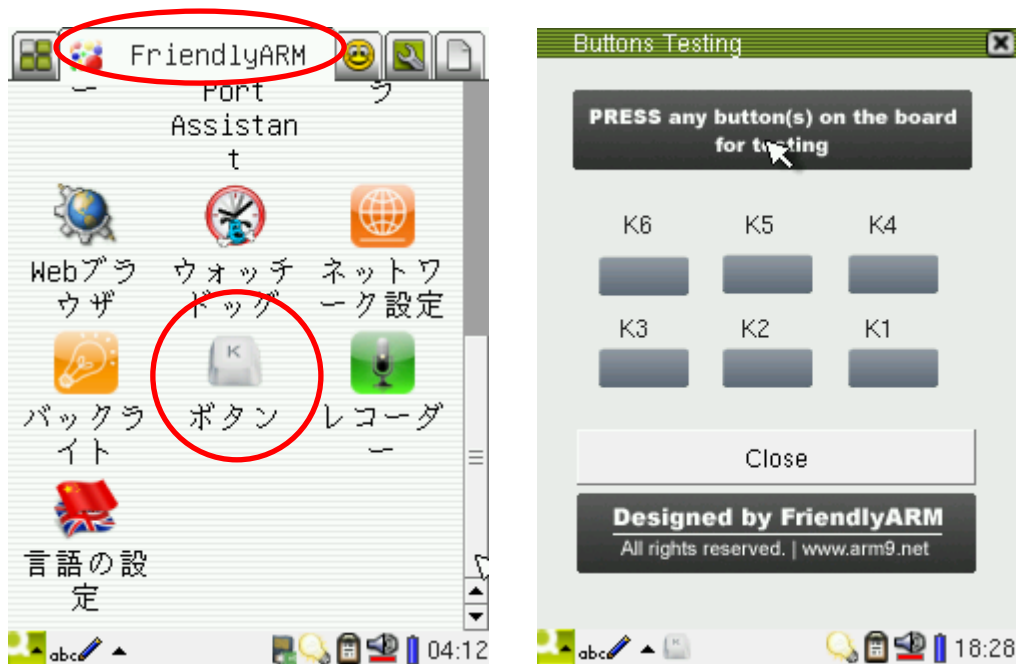 FriendlyARM
ー
Port
Assistan
t
ラ
Webブラ
ウザ
ウォッチ
ドッグ
ネットワ
ーク設定
K
バックラ
イト
ボタン
レコーダ
ー
言語の設
定
abc
04:12
Buttons Testing
PRESS any button(s) on the board
for testing
K6 K5 K4
K3 K2 K1
Close
Designed by FriendlyARM
All rights reserved. | www.arm9.net
abc
18:28